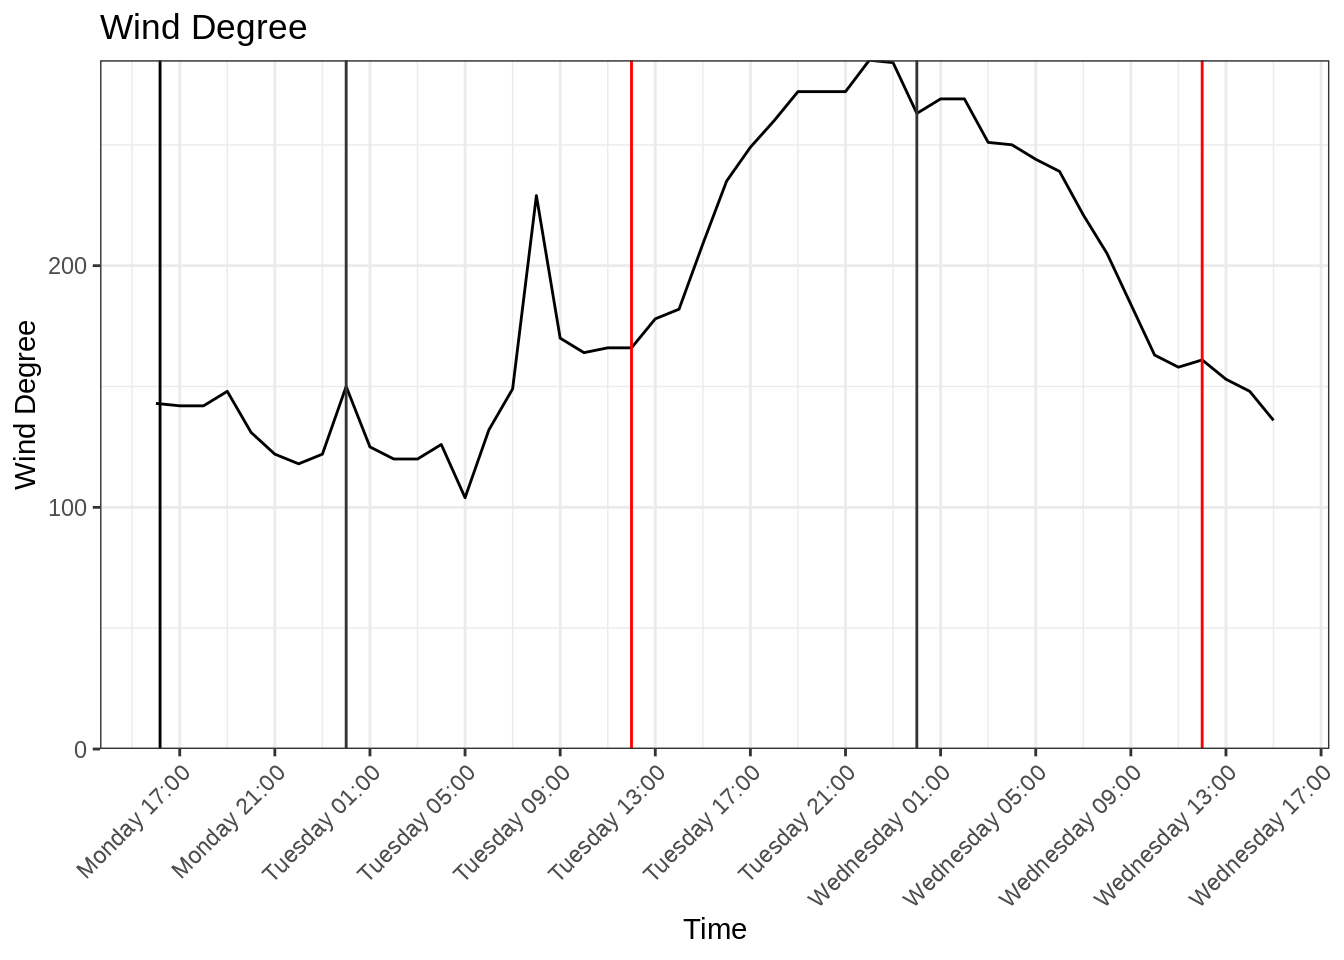 Wind Degree
Wind Degree
200
100
0
Monday 17:00
Monday 21:00
Tuesday 01:00
Tuesday 05:00
Tuesday 09:00
Tuesday 13:00
Tuesday 17:00
Tuesday 21:00
Wednesday 01:00
Wednesday 05:00
Wednesday 09:00
Wednesday 13:00
Wednesday 17:00
Time